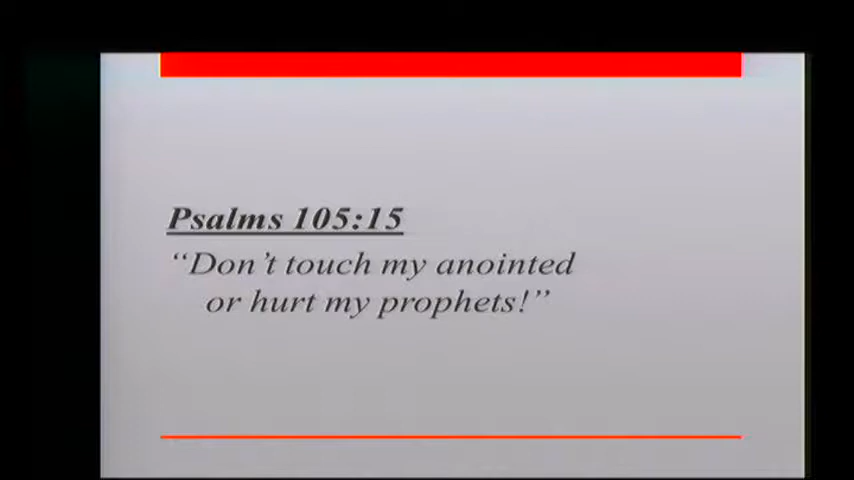 Psalms 105:15
“Don’t touch my anointed
or hurt my prophets!”